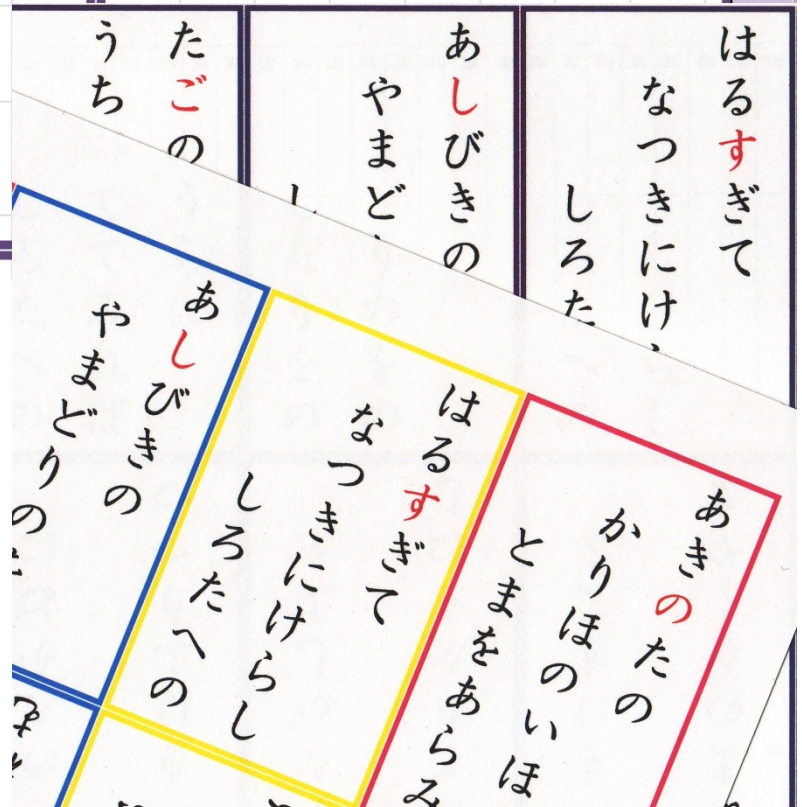 はるすぎて
なつきにけ
しろた
あしびきの
やまど
たごの
うち
あきのたの
かりほのいほ
とまをあらみ
はるすぎて
なつきにけらし
しろたへの
あしびきの
やまどりの